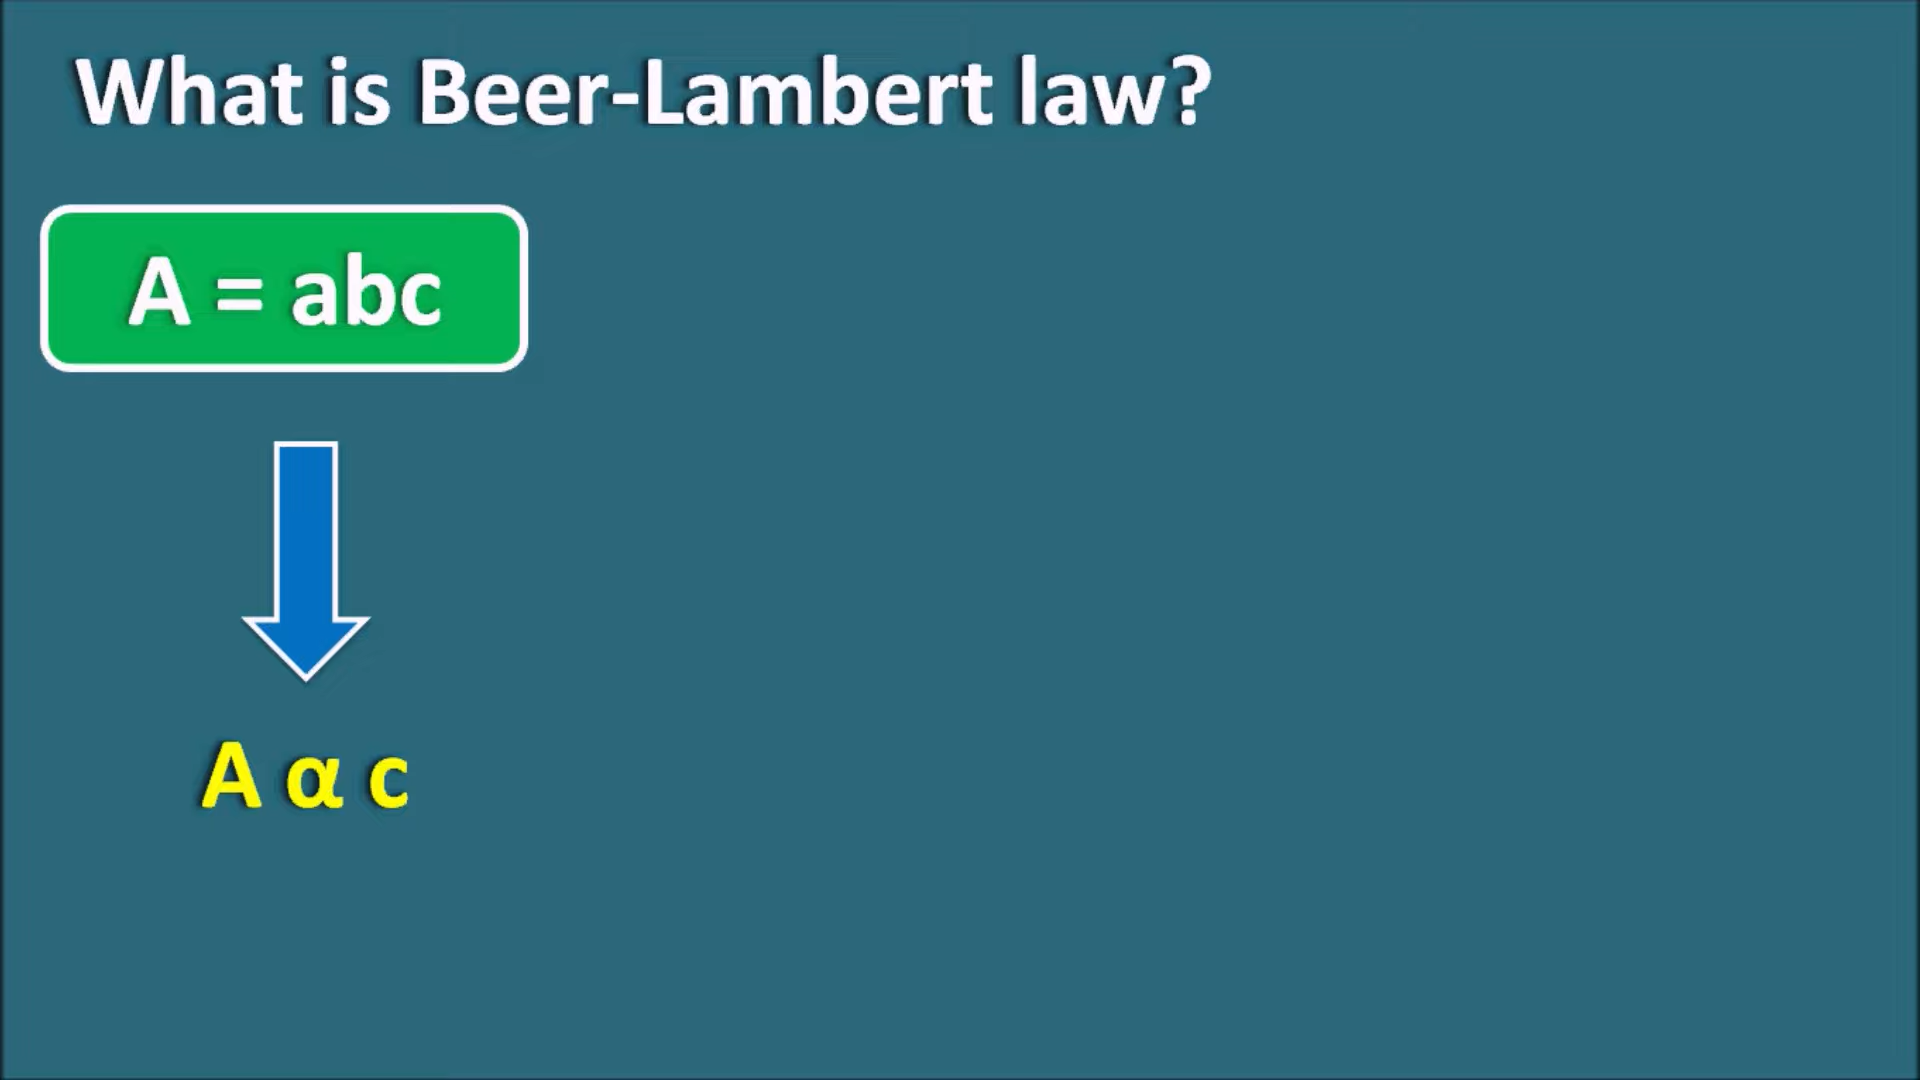 What is Beer-Lambert law?
A = abc
A α c